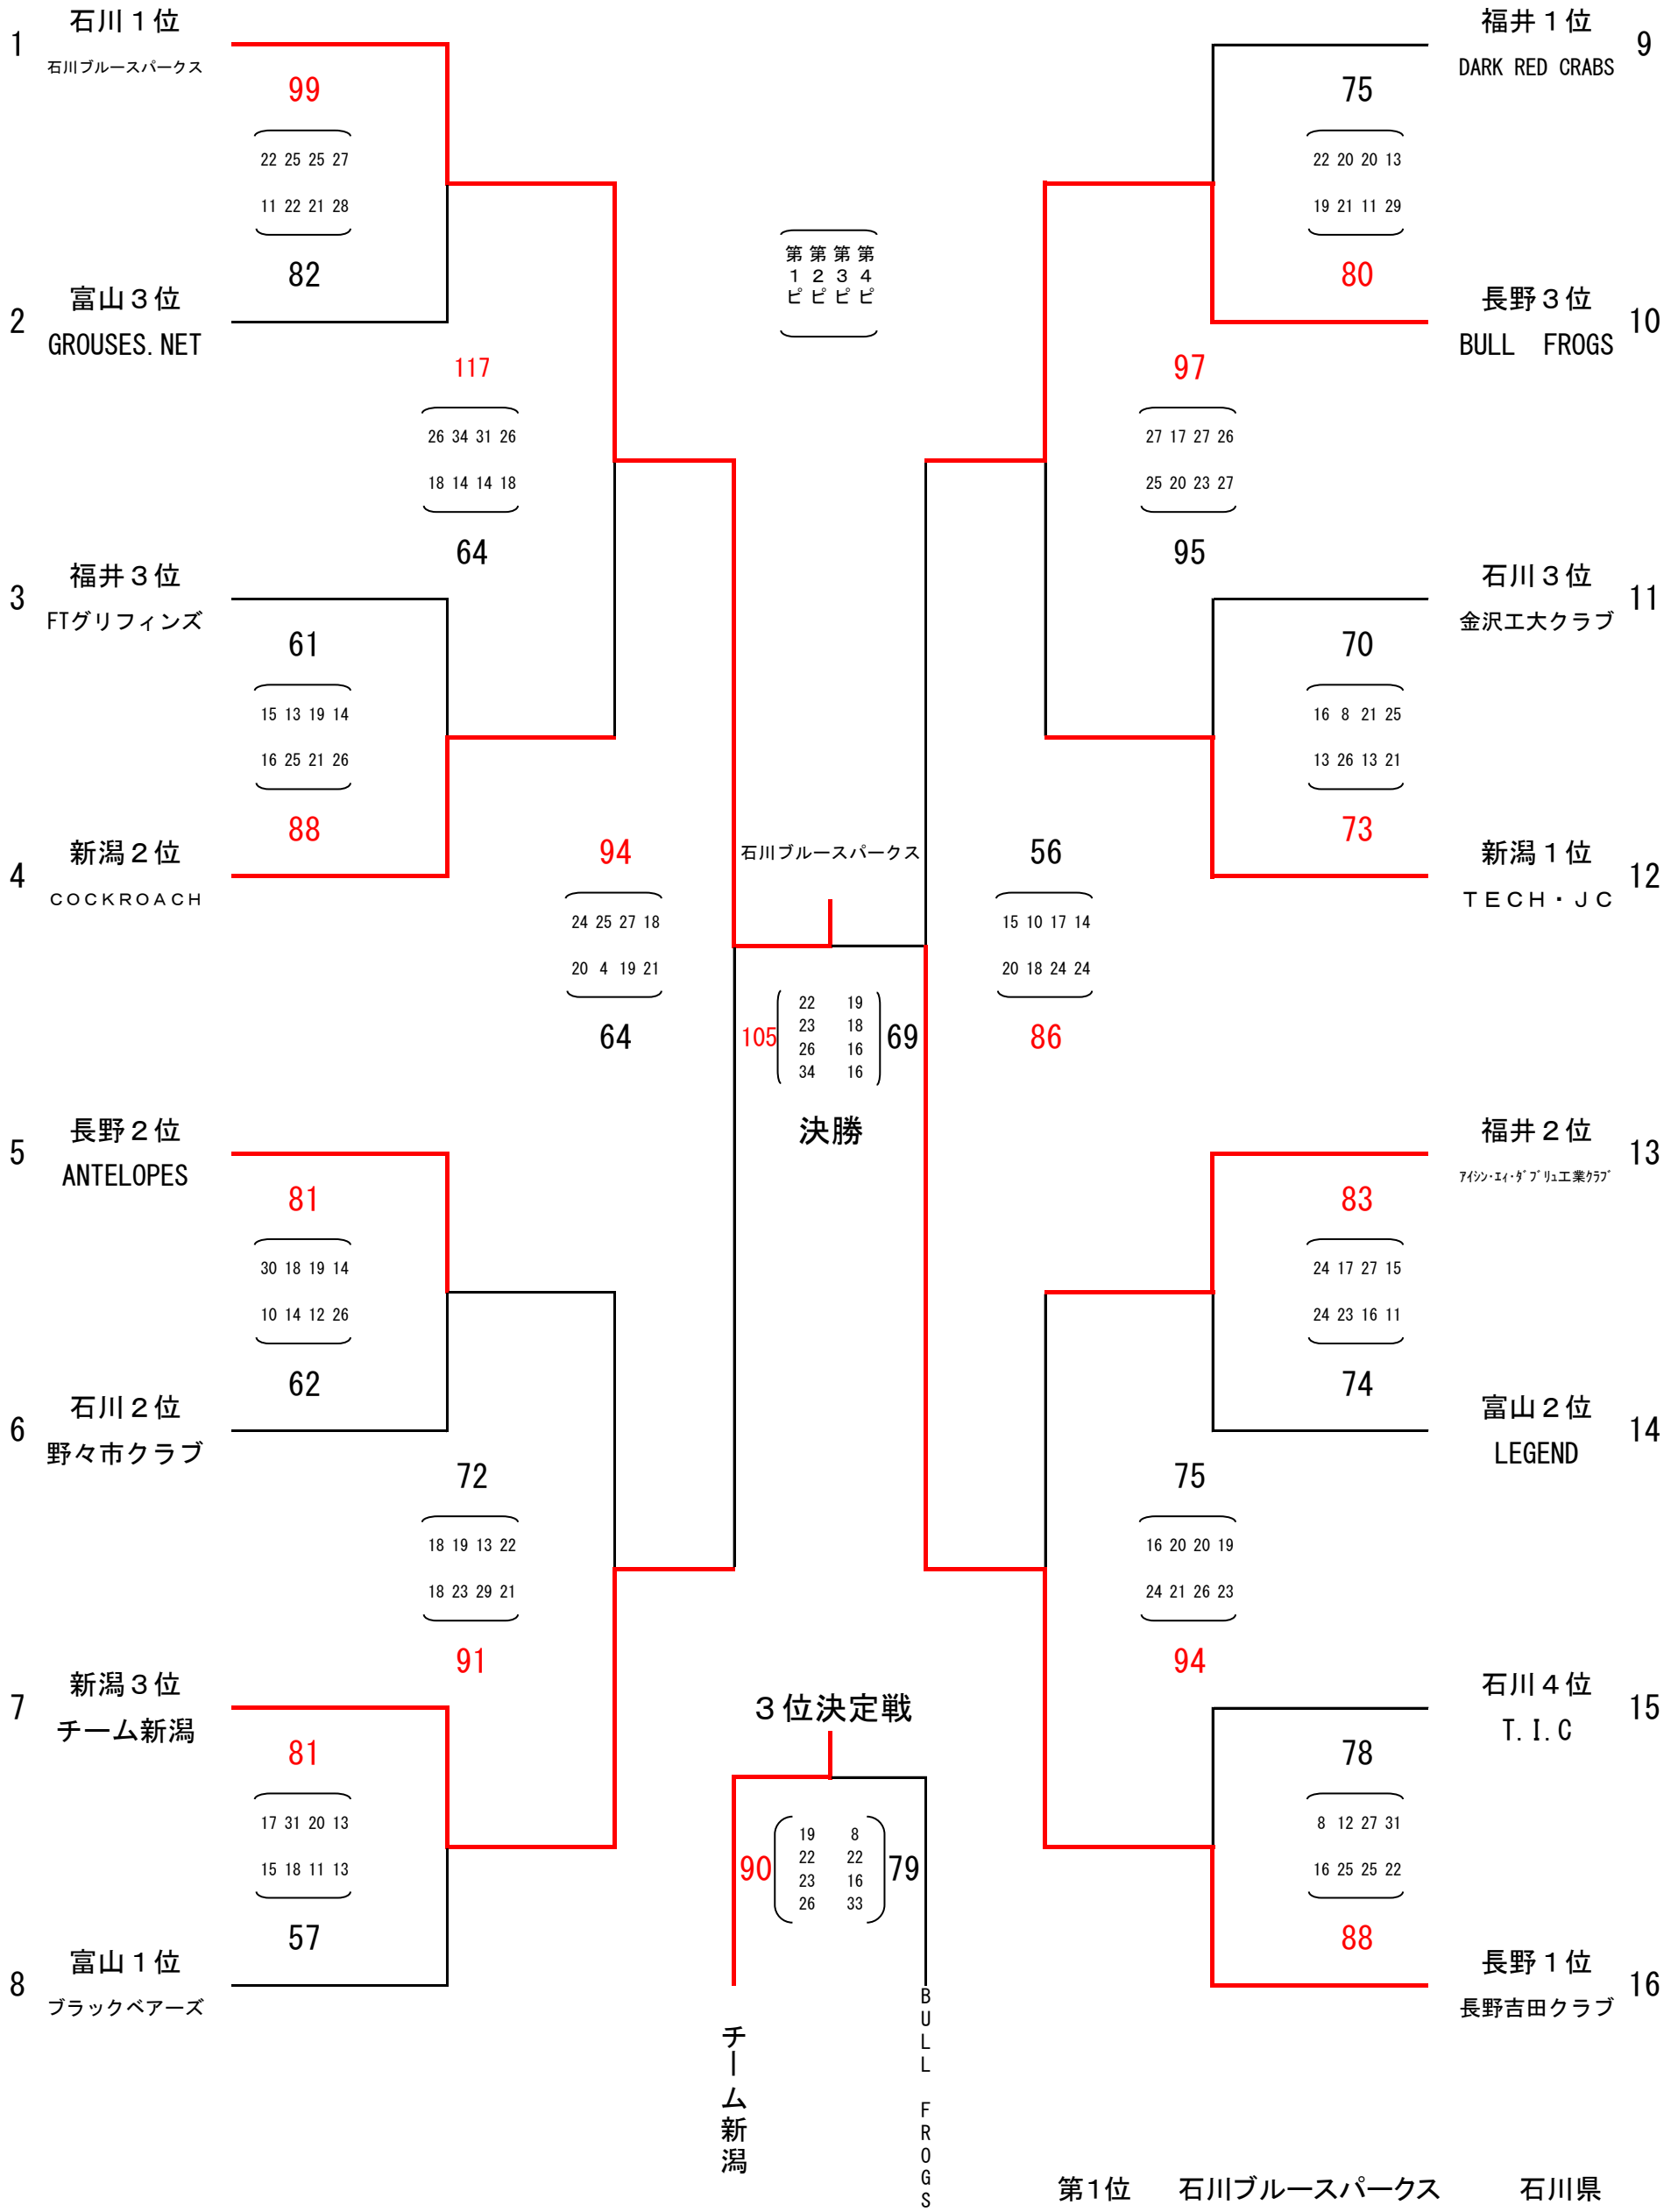 1 石川１位
石川ブルースパークス
99
22 25 25 27
11 22 21 28
82
2 富山３位
GROUSES.NET
117
26 34 31 26
18 14 14 18
64
3 福井３位
FTグリフィンズ
61
15 13 19 14
16 25 21 26
88
4 新潟２位
ＣＯＣＫＲＯＡＣＨ
94
24 25 27 18
20 4 19 21
64
5 長野２位
ANTELOPES
81
30 18 19 14
10 14 12 26
62
6 石川２位
野々市クラブ
72
18 19 13 22
18 23 29 21
91
7 新潟３位
チーム新潟
81
17 31 20 13
15 18 11 13
57
8 富山１位
ブラックベアーズ
第１ピ 第２ピ 第３ピ 第４ピ
石川ブルースパークス
105 69
22 19
23 18
26 16
34 16
決勝
３位決定戦
90 79
19 8
22 22
23 16
26 33
チーム新潟
BULL FROGS
福井１位 9
DARK RED CRABS
75
22 20 20 13
19 21 11 29
80
長野３位 10
BULL　FROGS
97
27 17 27 26
25 20 23 27
95
石川３位 11
金沢工大クラブ
70
16 8 21 25
13 26 13 21
73
新潟１位 12
ＴＥＣＨ・ＪＣ
56
15 10 17 14
20 18 24 24
86
福井２位 13
ｱｲｼﾝ･ｴｨ･ﾀﾞﾌﾞﾘｭ工業ｸﾗﾌﾞ
83
24 17 27 15
24 23 16 11
74
富山２位 14
LEGEND
75
16 20 20 19
24 21 26 23
94
石川４位 15
T.I.C
78
8 12 27 31
16 25 25 22
88
長野１位 16
長野吉田クラブ
第１位 石川ブルースパークス 石川県